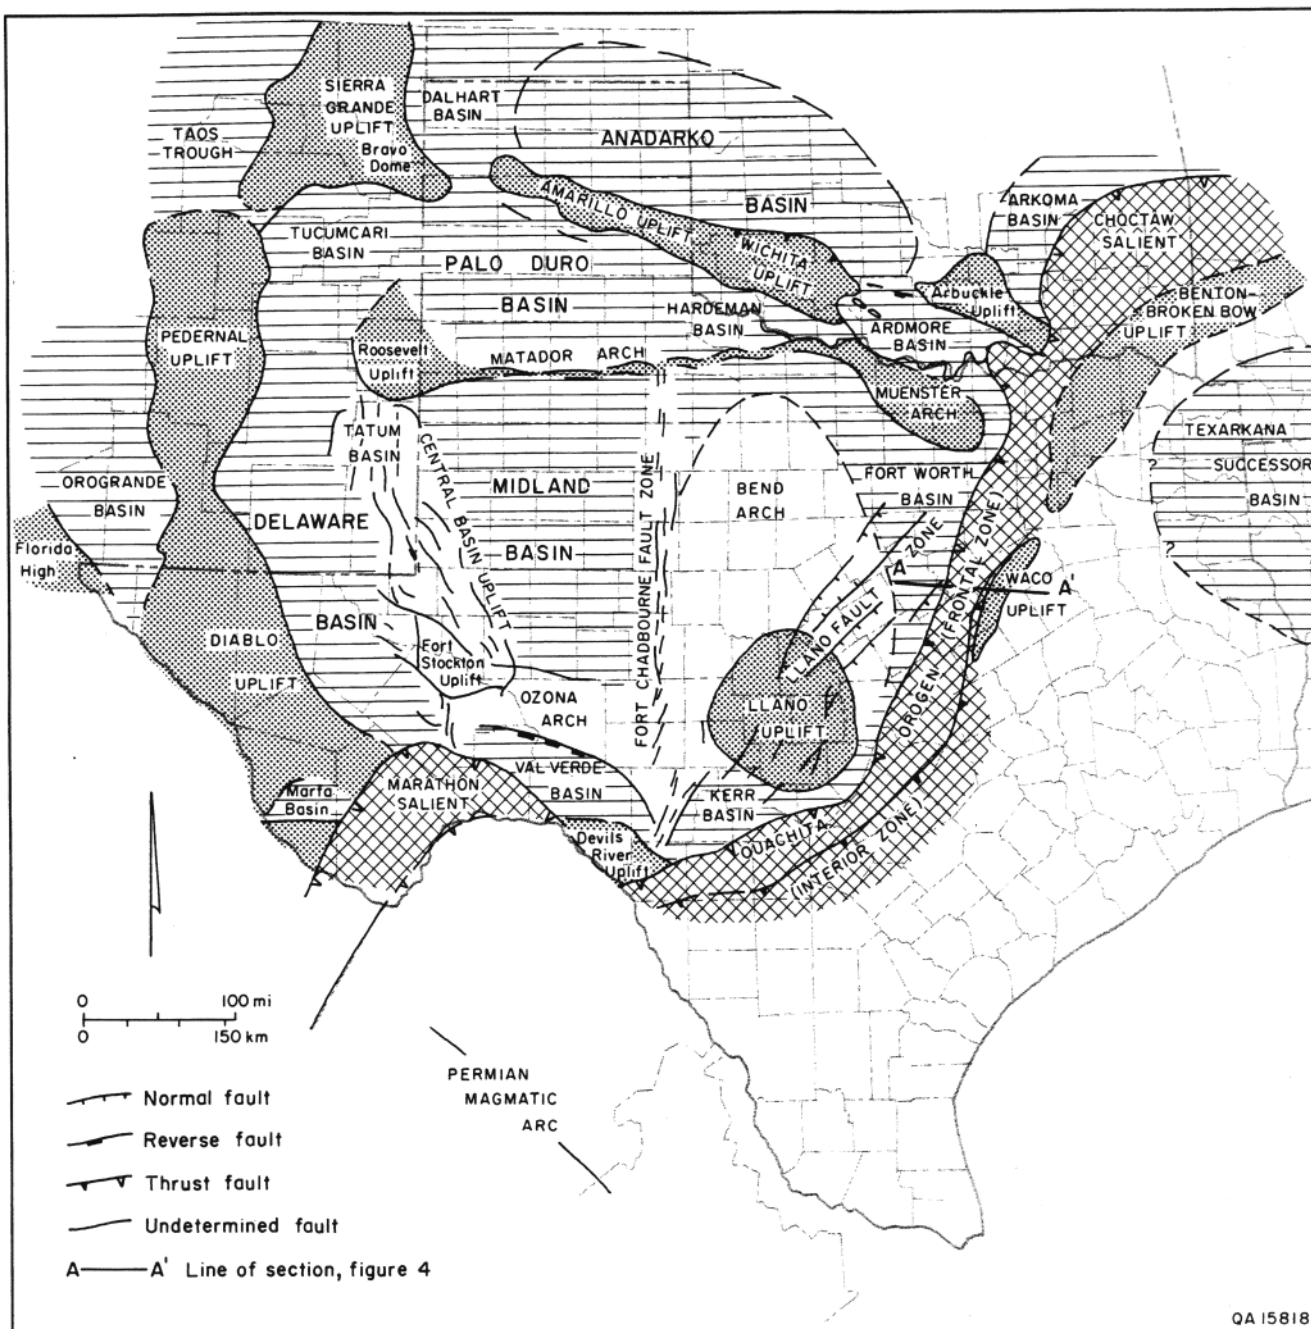 SIERRA
GRANDE
UPLIFT
Bravo
Dome
DALHART
BASIN
TAOS
TROUGH
ANADARKO
BASIN
AMARILLO UPLIFT
WICHITA
UPLIFT
ARKOMA
BASIN
CHOCTAW
SALIENT
TUCUMCARI
BASIN
PALO DURO
BASIN
HARDEMAN
BASIN
ARDMORE
BASIN
Arbuckle
Uplift
BENTON-
BROKEN BOW
UPLIFT
PEDERNAL
UPLIFT
Roosevelt
Uplift
MATADOR ARCH
MUENSTER
ARCH
TATUM
BASIN
CENTRAL BASIN UPLIFT
MIDLAND
BASIN
FORT CHADBOURNE FAULT ZONE
BEND
ARCH
FORT WORTH
BASIN
TEXARKANA
?
SUCCESSOR
BASIN
?
OROGRANDE
BASIN
DELAWARE
BASIN
Florida
High
A
A'
WACO
UPLIFT
LLANO FAULT ZONE
DIABLO
UPLIFT
Fort
Stockton
Uplift
OZONA
ARCH
LLANO
UPLIFT
OUACHITA OROGEN (FRONTAL ZONE)
(INTERIOR ZONE)
Marfa
Basin
MARATHON
SALIENT
VAL VERDE
BASIN
KERR
BASIN
Devils
River
Uplift
0 100 mi
0 150 km
PERMIAN
MAGMATIC
ARC
Normal fault
Reverse fault
Thrust fault
Undetermined fault
A A' Line of section, figure 4
QA 15818